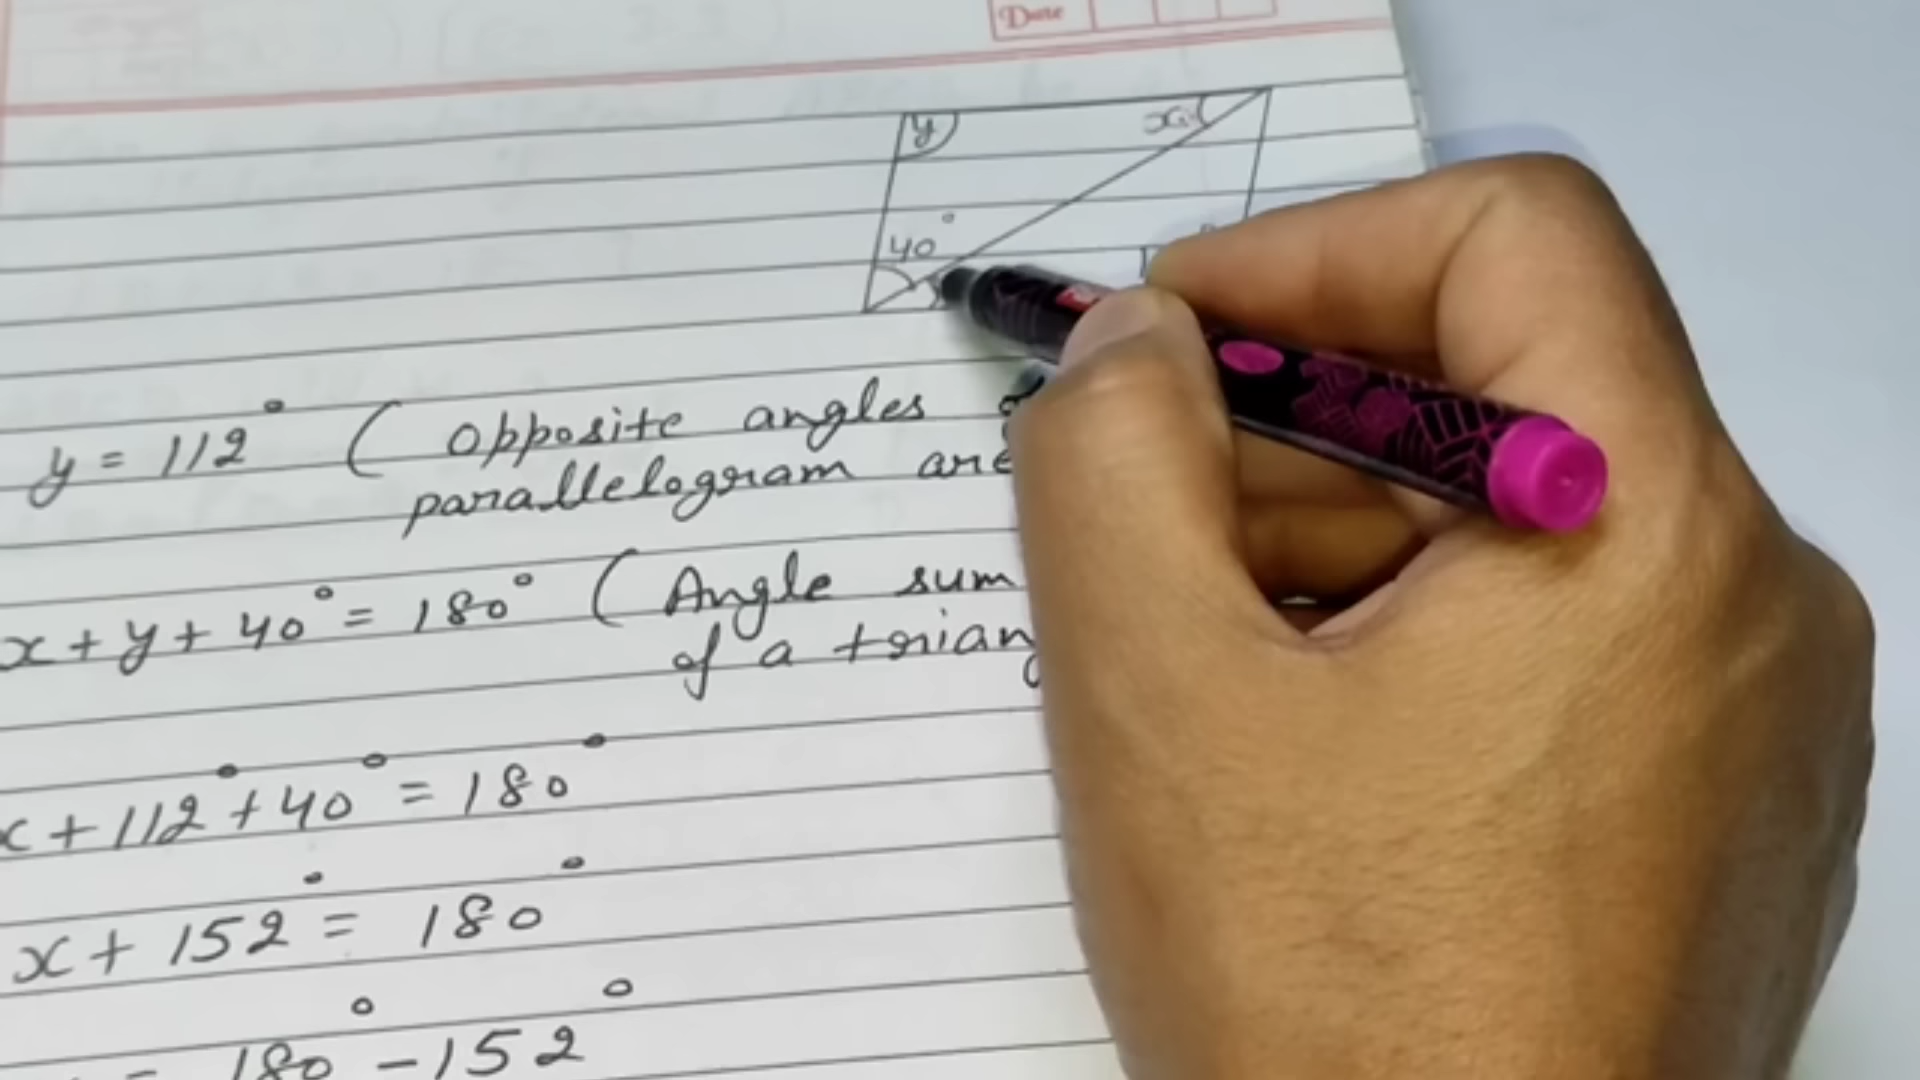 Date
y
x
40°
y = 112° ( opposite angles
parallelogram are
x + y + 40° = 180° ( Angle sum
of a triang
x + 112° + 40° = 180°
x + 152° = 180°
= 180° - 152°